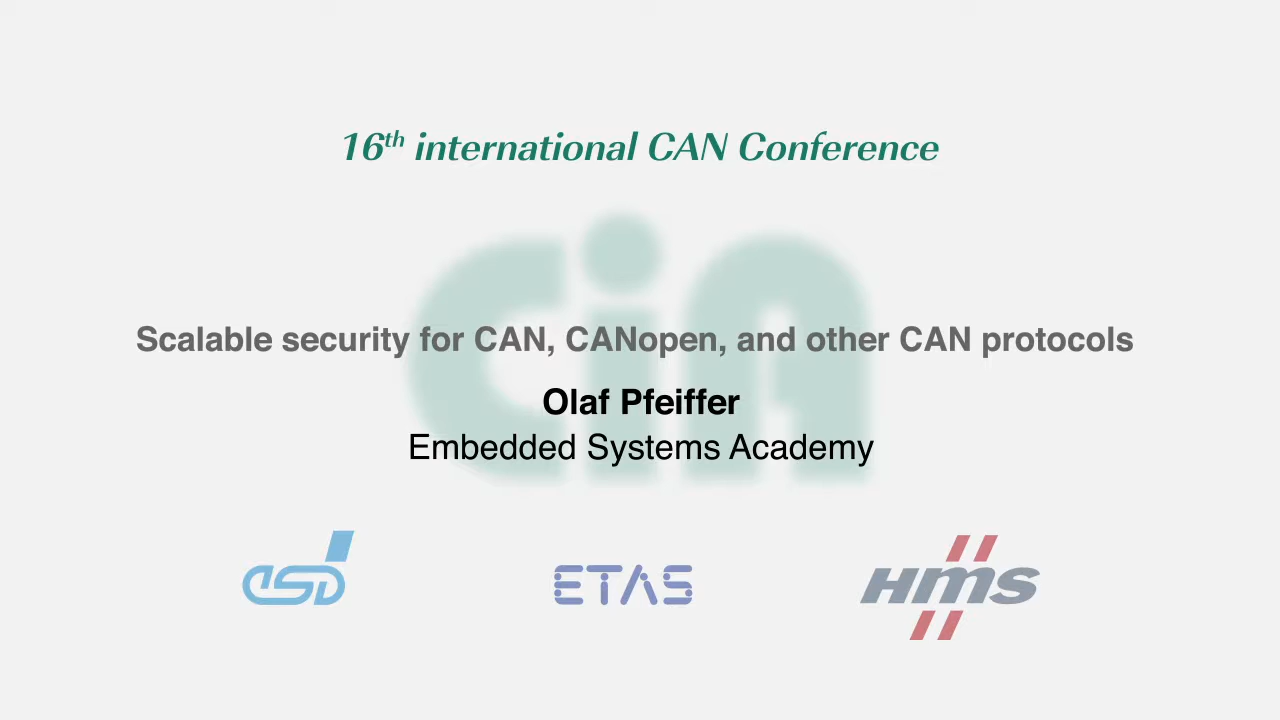 16th international CAN Conference
CiA
Scalable security for CAN, CANopen, and other CAN protocols
Olaf Pfeiffer
Embedded Systems Academy
esd
ETAS
HMS